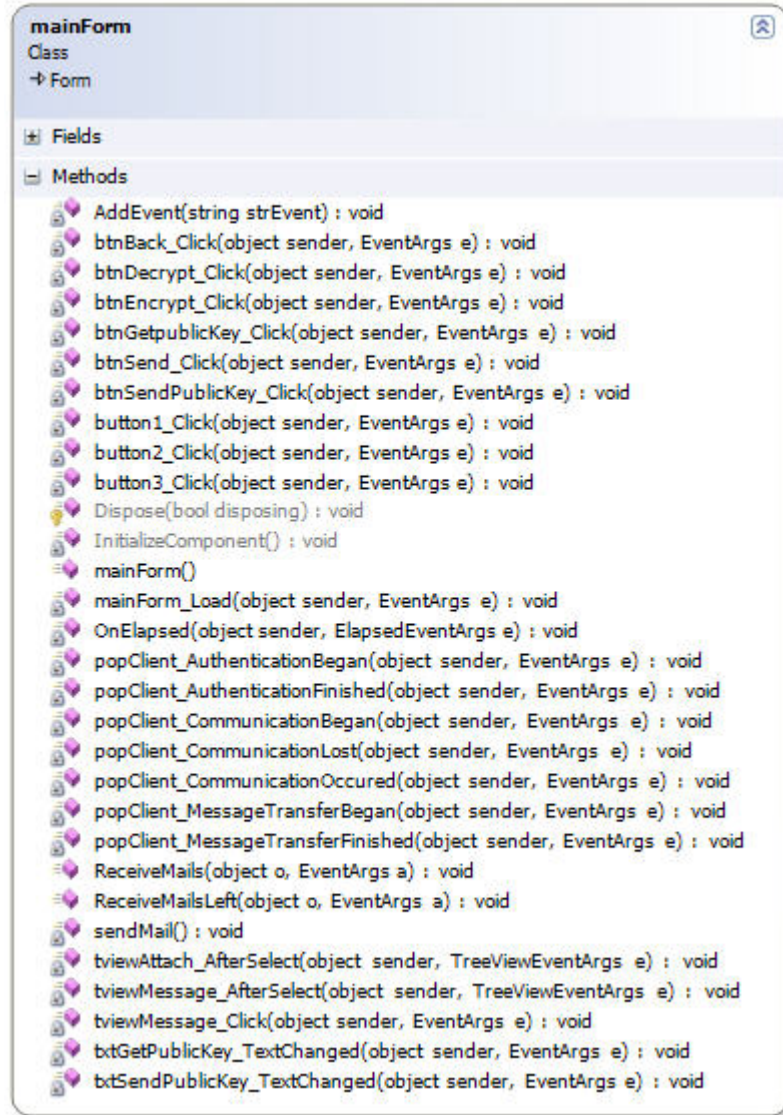 mainForm
Class
Form
Fields
Methods
AddEvent(string strEvent) : void
btnBack_Click(object sender, EventArgs e) : void
btnDecrypt_Click(object sender, EventArgs e) : void
btnEncrypt_Click(object sender, EventArgs e) : void
btnGetpublicKey_Click(object sender, EventArgs e) : void
btnSend_Click(object sender, EventArgs e) : void
btnSendPublicKey_Click(object sender, EventArgs e) : void
button1_Click(object sender, EventArgs e) : void
button2_Click(object sender, EventArgs e) : void
button3_Click(object sender, EventArgs e) : void
Dispose(bool disposing) : void
InitializeComponent() : void
mainForm()
mainForm_Load(object sender, EventArgs e) : void
OnElapsed(object sender, ElapsedEventArgs e) : void
popClient_AuthenticationBegan(object sender, EventArgs e) : void
popClient_AuthenticationFinished(object sender, EventArgs e) : void
popClient_CommunicationBegan(object sender, EventArgs e) : void
popClient_CommunicationLost(object sender, EventArgs e) : void
popClient_CommunicationOccured(object sender, EventArgs e) : void
popClient_MessageTransferBegan(object sender, EventArgs e) : void
popClient_MessageTransferFinished(object sender, EventArgs e) : void
ReceiveMails(object o, EventArgs a) : void
ReceiveMailsLeft(object o, EventArgs a) : void
sendMail() : void
tviewAttach_AfterSelect(object sender, TreeViewEventArgs e) : void
tviewMessage_AfterSelect(object sender, TreeViewEventArgs e) : void
tviewMessage_Click(object sender, EventArgs e) : void
txtGetPublicKey_TextChanged(object sender, EventArgs e) : void
txtSendPublicKey_TextChanged(object sender, EventArgs e) : void